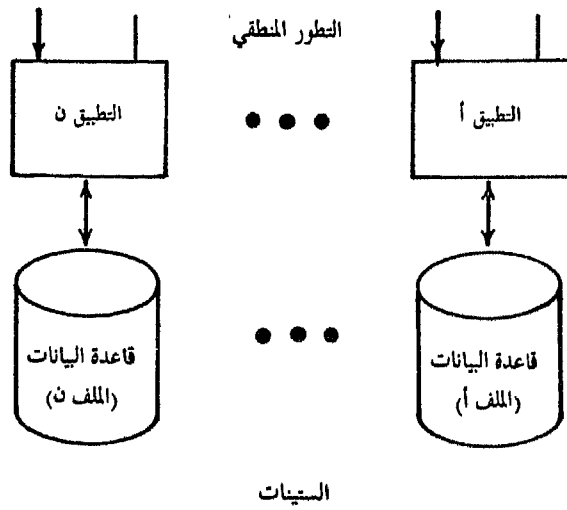 التطور المنطقي
التطبيق أ
التطبيق ن
قاعدة البيانات
(الملف أ)
قاعدة البيانات
(الملف ن)
الستينات